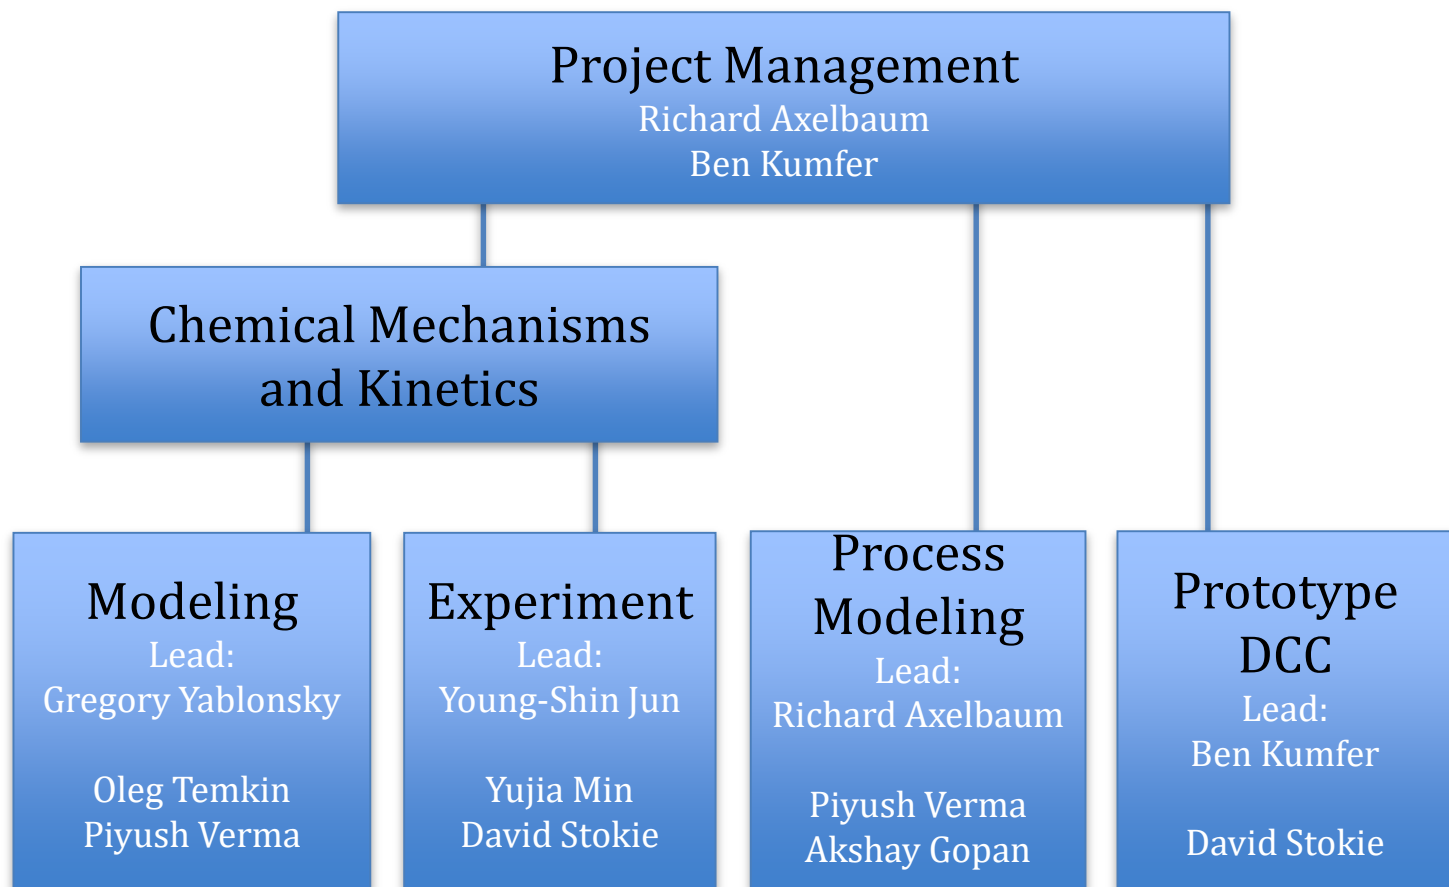 Project Management
Richard Axelbaum
Ben Kumfer
Chemical Mechanisms
and Kinetics
Modeling
Lead:
Gregory Yablonsky
Oleg Temkin
Piyush Verma
Experiment
Lead:
Young-Shin Jun
Yujia Min
David Stokie
Process
Modeling
Lead:
Richard Axelbaum
Piyush Verma
Akshay Gopan
Prototype
DCC
Lead:
Ben Kumfer
David Stokie